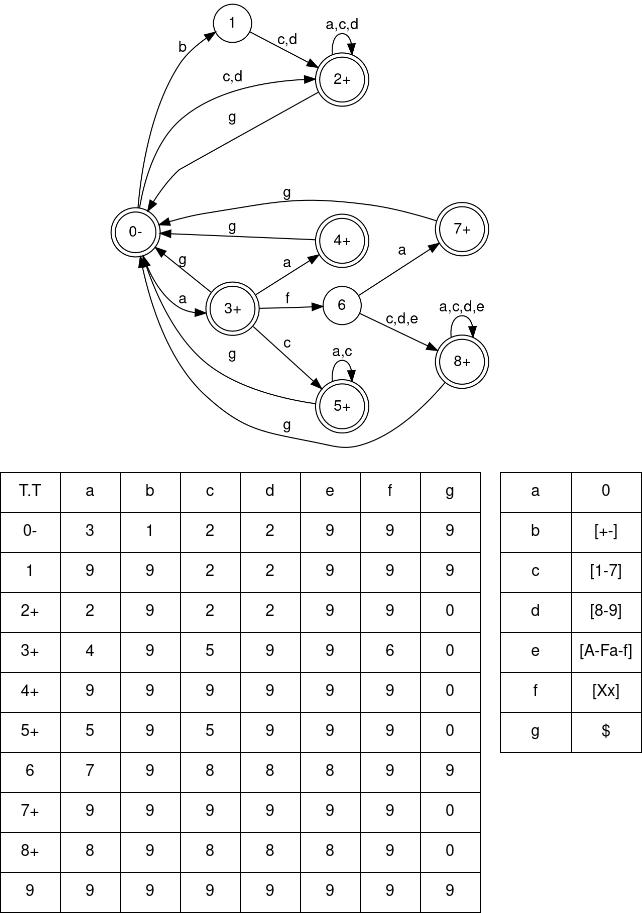 1
b
c,d
a,c,d
c,d
2+
g
g
7+
0-
g
4+
a
g
a
a
3+
f
6
c,d,e
a,c,d,e
c
8+
g
a,c
5+
g
T.T a b c d e f g
0- 3 1 2 2 9 9 9
1 9 9 2 2 9 9 9
2+ 2 9 2 2 9 9 0
3+ 4 9 5 9 9 6 0
4+ 9 9 9 9 9 9 0
5+ 5 9 5 9 9 9 0
6 7 9 8 8 8 9 9
7+ 9 9 9 9 9 9 0
8+ 8 9 8 8 8 9 0
9 9 9 9 9 9 9 9
a 0
b [+-]
c [1-7]
d [8-9]
e [A-Fa-f]
f [Xx]
g $